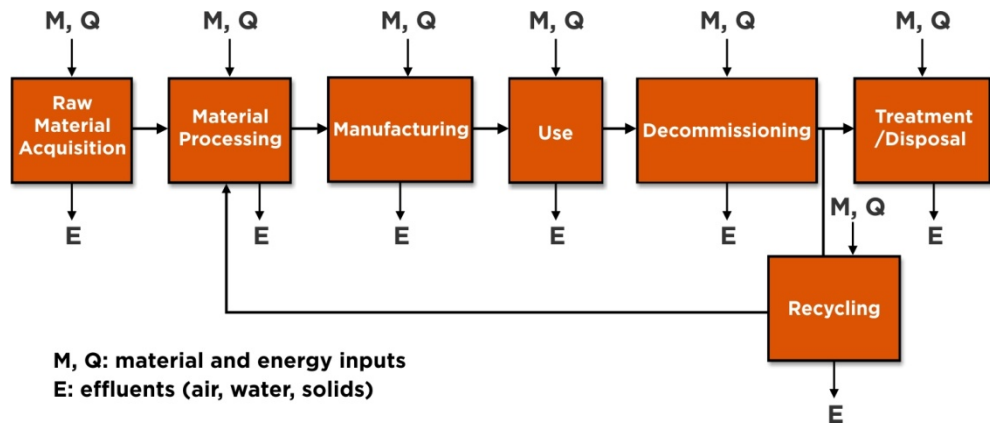 M, Q
M, Q
M, Q
M, Q
M, Q
M, Q
Raw
Material
Acquisition
Material
Processing
Manufacturing
Use
Decommissioning
Treatment
/Disposal
E
E
E
E
E
E
M, Q
Recycling
E
M, Q: material and energy inputs
E: effluents (air, water, solids)